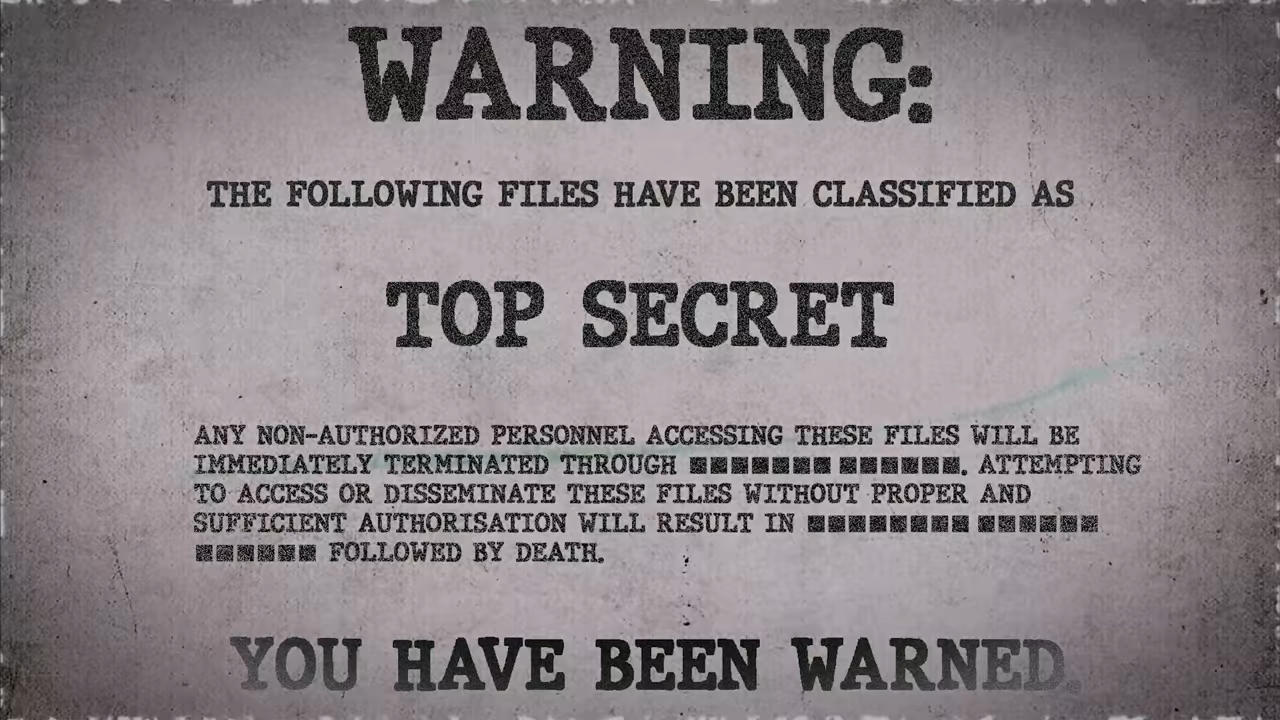 WARNING:
THE FOLLOWING FILES HAVE BEEN CLASSIFIED AS
TOP SECRET
ANY NON-AUTHORIZED PERSONNEL ACCESSING THESE FILES WILL BE
IMMEDIATELY TERMINATED THROUGH ■■■■■■■ ■■■■■■. ATTEMPTING
TO ACCESS OR DISSEMINATE THESE FILES WITHOUT PROPER AND
SUFFICIENT AUTHORISATION WILL RESULT IN ■■■■■■■■ ■■■■■■
■■■■■■ FOLLOWED BY DEATH.
YOU HAVE BEEN WARNED.